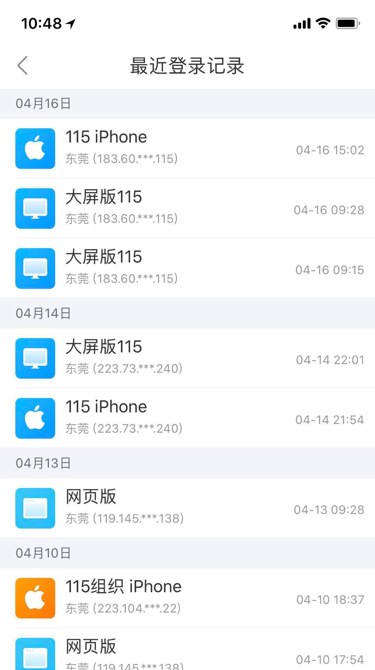 10:48
最近登录记录
04月16日
115 iPhone
东莞 (183.60.***.115)
04-16 15:02
大屏版115
东莞 (183.60.***.115)
04-16 09:28
大屏版115
东莞 (183.60.***.115)
04-16 09:15
04月14日
大屏版115
东莞 (223.73.***.240)
04-14 22:01
115 iPhone
东莞 (223.73.***.240)
04-14 21:54
04月13日
网页版
东莞 (119.145.***.138)
04-13 09:28
04月10日
115组织 iPhone
东莞 (223.104.***.22)
04-10 18:37
网页版
东莞 (119.145.***.138)
04-10 17:54